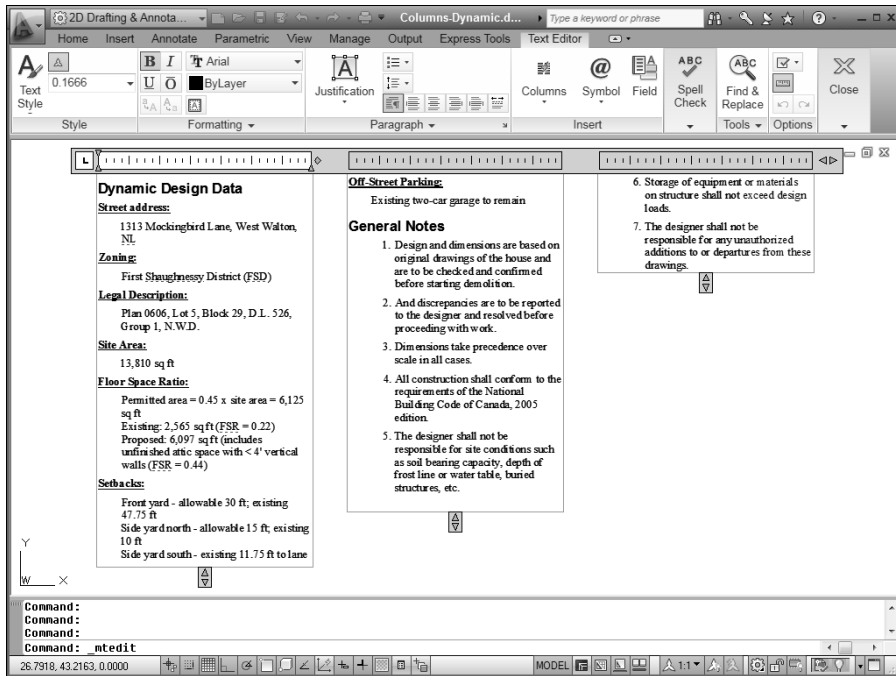 2D Drafting & Annota...
Columns-Dynamic.d...
Type a keyword or phrase
Home Insert Annotate Parametric View Manage Output Express Tools Text Editor
A Text Style
0.1666
Style
B I Arial
U O ByLayer
Formatting
A Justification
Paragraph
Columns
@ Symbol
Field
Insert
ABC Spell Check
ABC Find & Replace
Tools
Options
Close
L
Dynamic Design Data
Street address:
1313 Mockingbird Lane, West Walton,
NL
Zoning:
First Shaughnessy District (FSD)
Legal Description:
Plan 0606, Lot 5, Block 29, D.L. 526,
Group 1, N.W.D.
Site Area:
13,810 sq ft
Floor Space Ratio:
Permitted area = 0.45 x site area = 6,125
sq ft
Existing: 2,565 sq ft (FSR = 0.22)
Proposed: 6,097 sq ft (includes
unfinished attic space with < 4' vertical
walls (FSR = 0.44)
Setbacks:
Front yard - allowable 30 ft; existing
47.75 ft
Side yard north - allowable 15 ft; existing
10 ft
Side yard south - existing 11.75 ft to lane
Off-Street Parking:
Existing two-car garage to remain
General Notes
1. Design and dimensions are based on
original drawings of the house and
are to be checked and confirmed
before starting demolition.
2. And discrepancies are to be reported
to the designer and resolved before
proceeding with work.
3. Dimensions take precedence over
scale in all cases.
4. All construction shall conform to the
requirements of the National
Building Code of Canada, 2005
edition.
5. The designer shall not be
responsible for site conditions such
as soil bearing capacity, depth of
frost line or water table, buried
structures, etc.
6. Storage of equipment or materials
on structure shall not exceed design
loads.
7. The designer shall not be
responsible for any unauthorized
additions to or departures from these
drawings.
Y
W X
Command:
Command:
Command:
Command: _mtedit
26.7918, 43.2163, 0.0000
MODEL
1:1